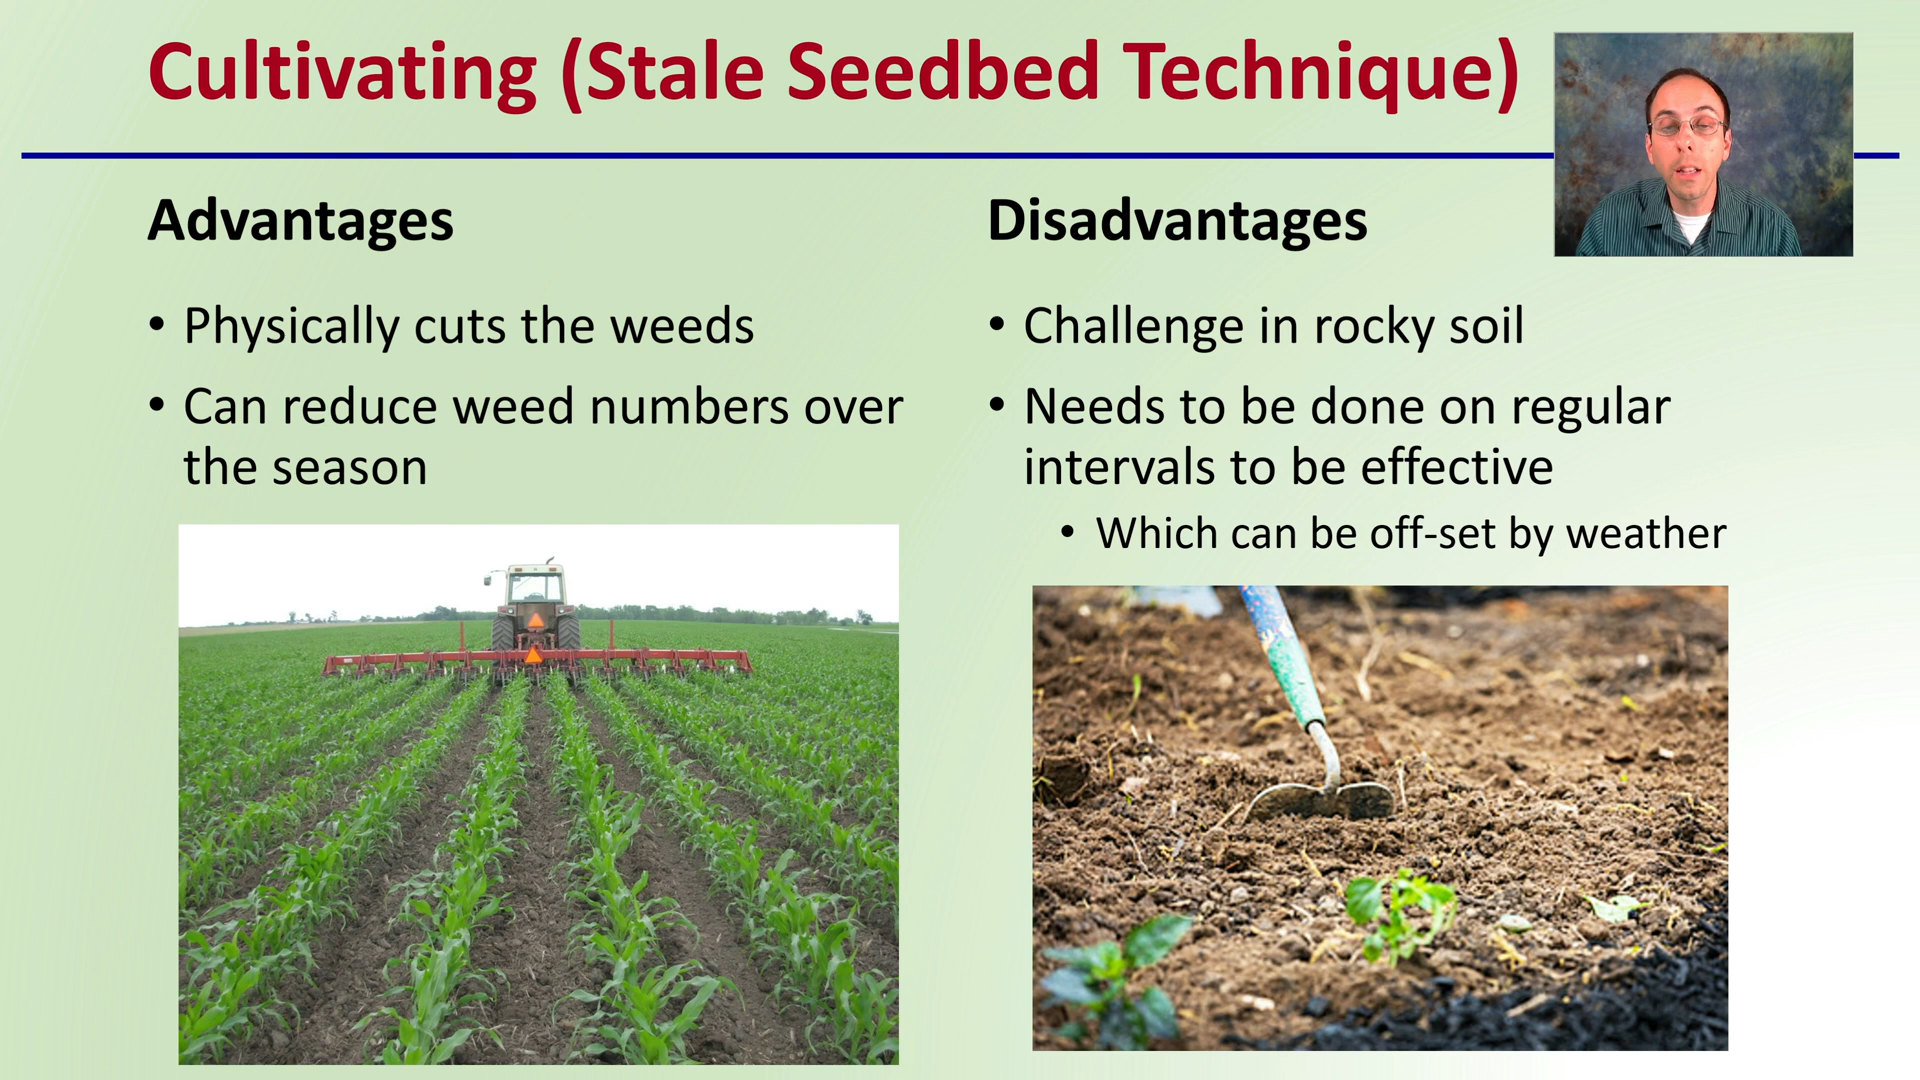 Cultivating (Stale Seedbed Technique)
Advantages
• Physically cuts the weeds
• Can reduce weed numbers over
the season
Disadvantages
• Challenge in rocky soil
• Needs to be done on regular
intervals to be effective
• Which can be off-set by weather